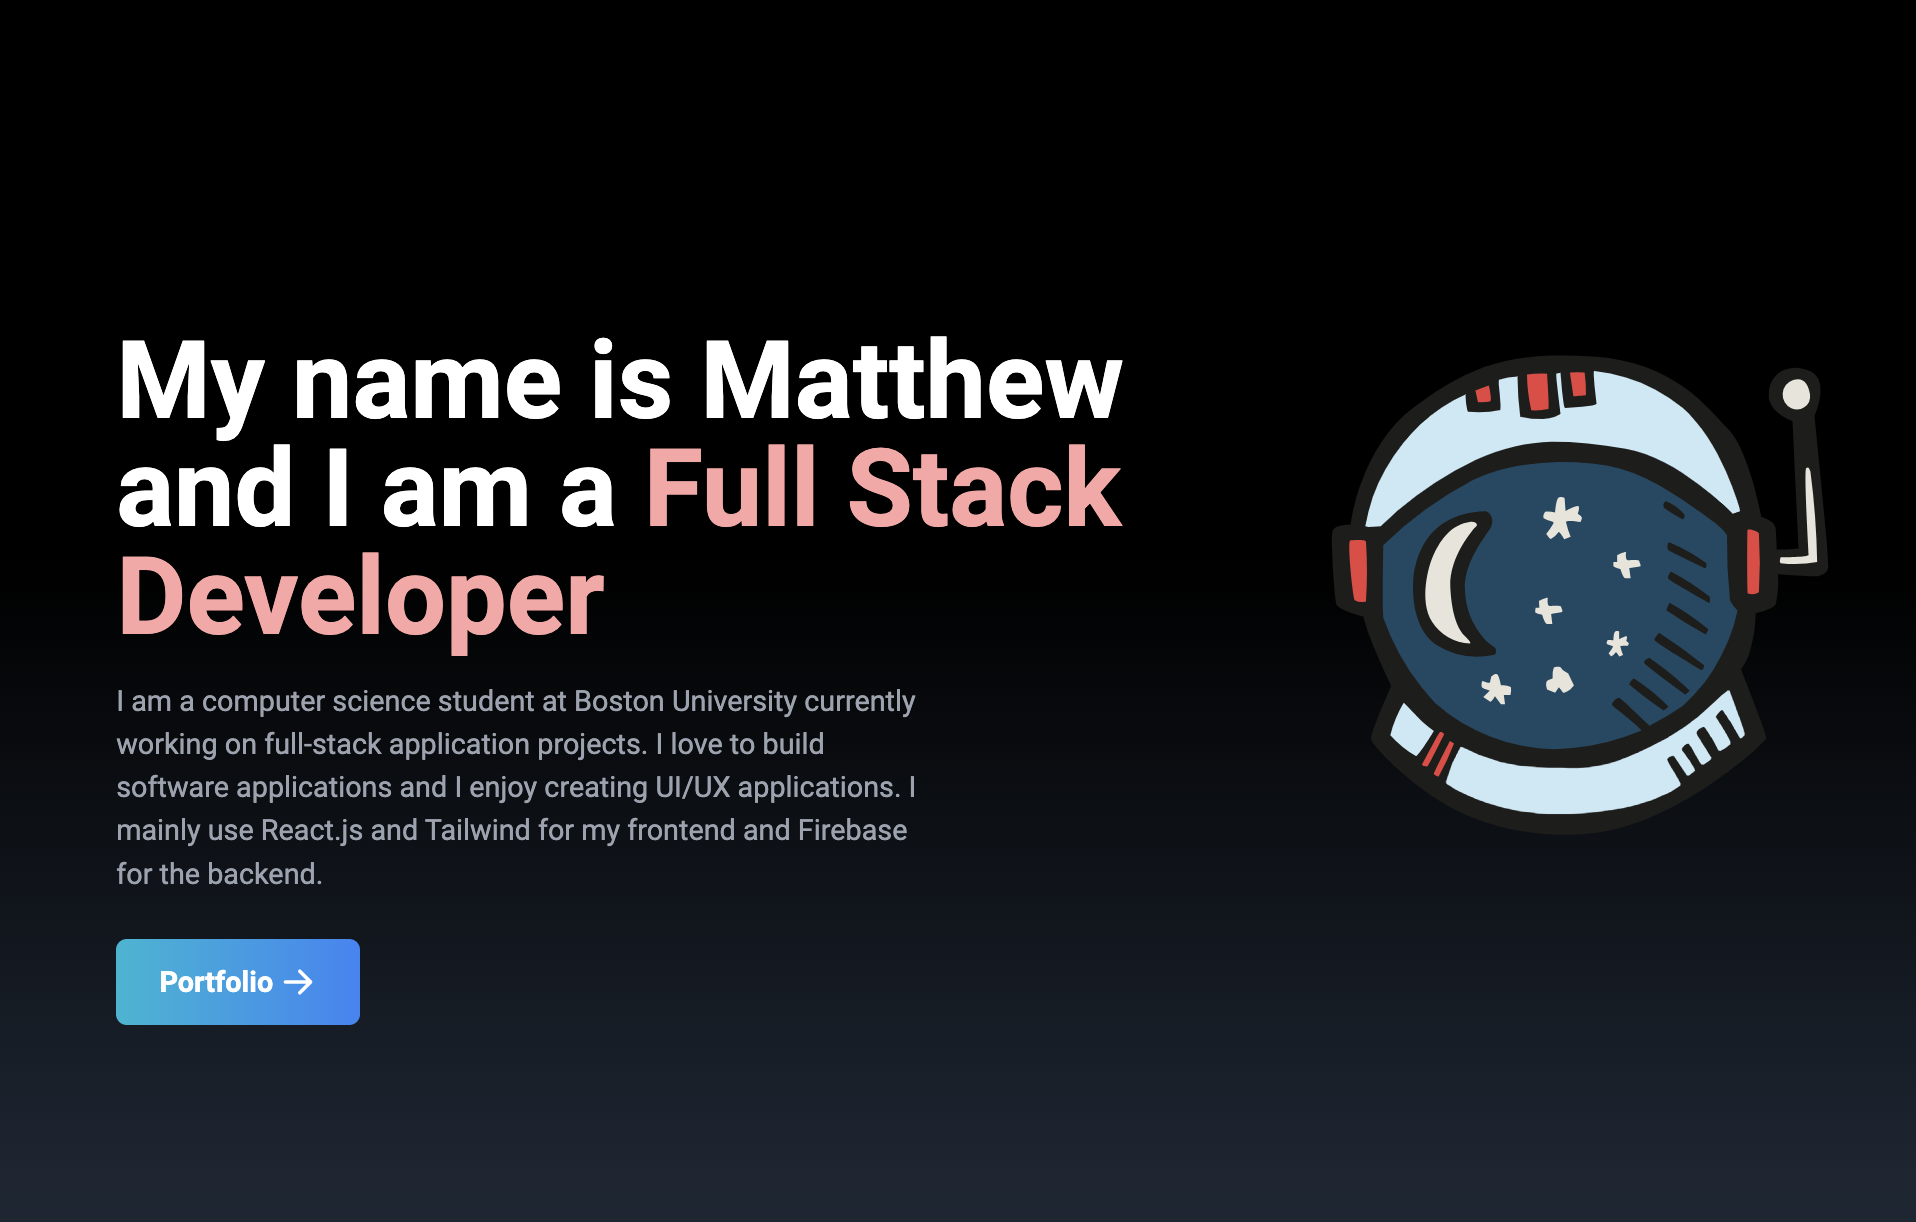 My name is Matthew
and I am a Full Stack
Developer
I am a computer science student at Boston University currently
working on full-stack application projects. I love to build
software applications and I enjoy creating UI/UX applications. I
mainly use React.js and Tailwind for my frontend and Firebase
for the backend.
Portfolio →